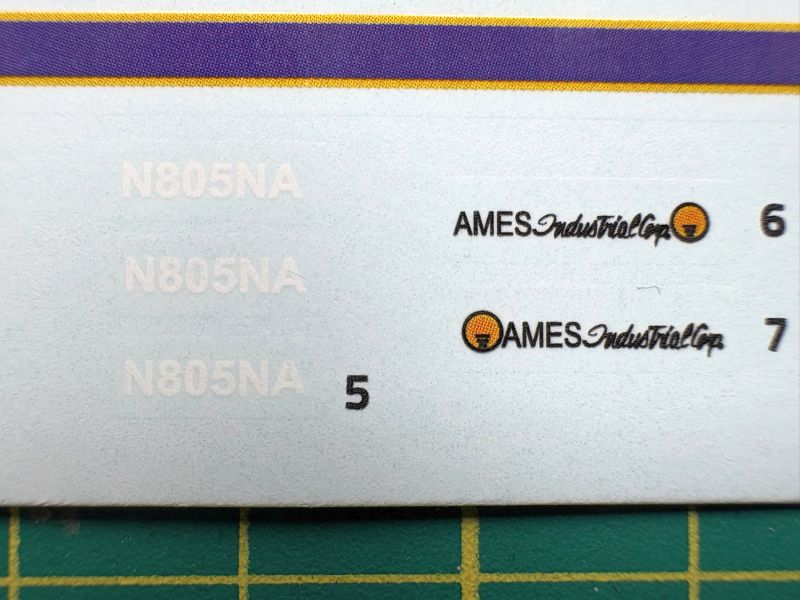 N805NA
N805NA
N805NA
5
AMES Industrial Corp. 6
AMES Industrial Corp. 7